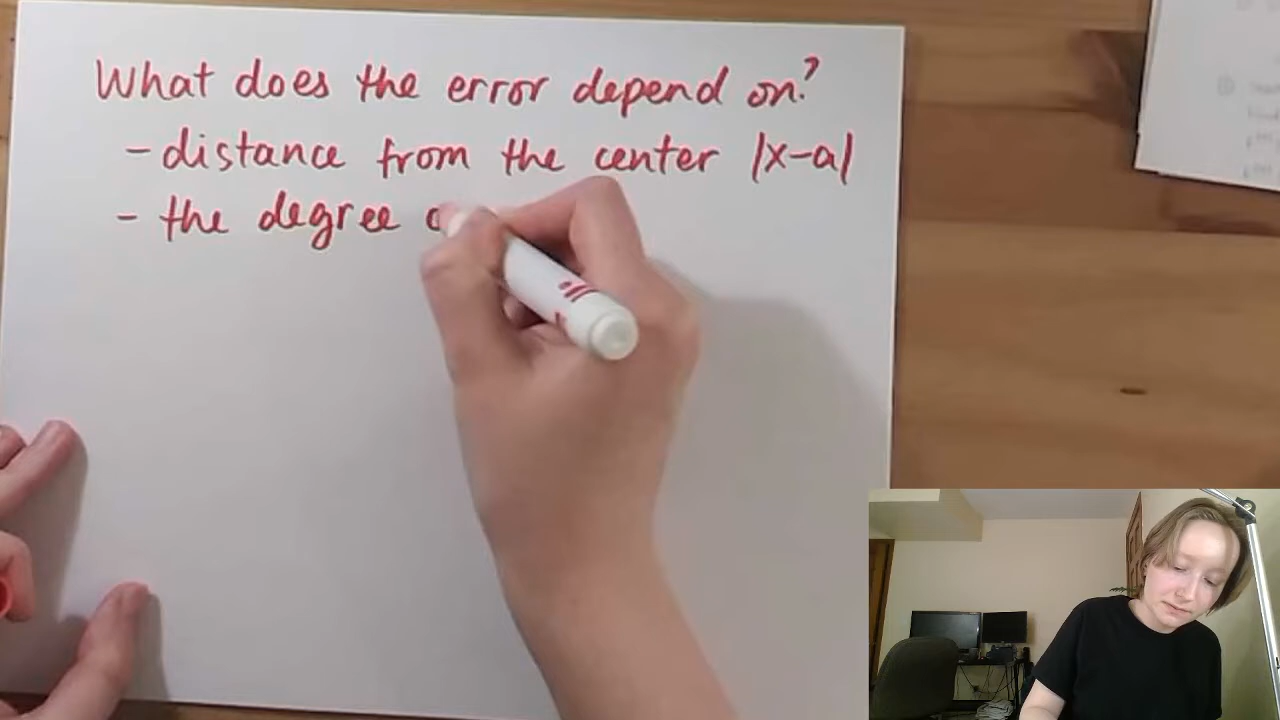 What does the error depend on?
- distance from the center |x-a|
- the degree